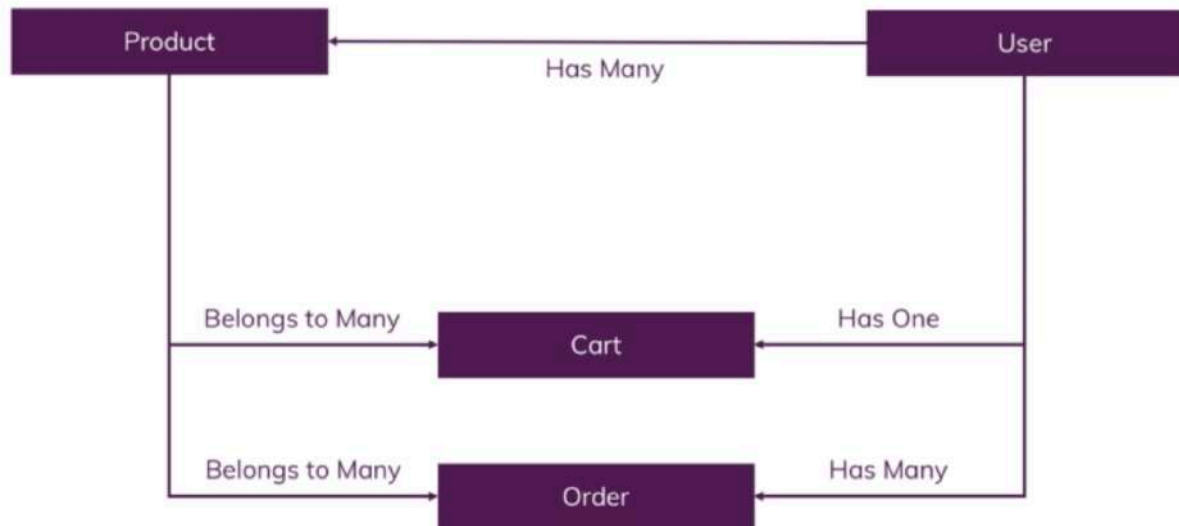 Product
User
Has Many
Belongs to Many
Cart
Has One
Belongs to Many
Order
Has Many